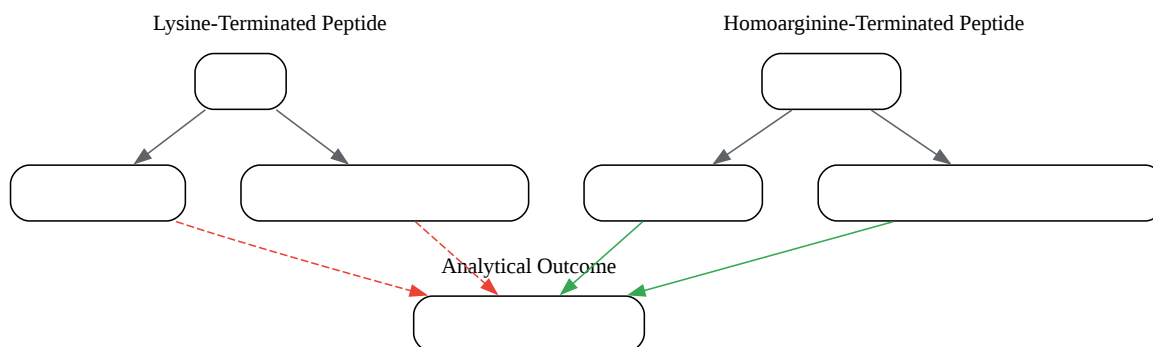 Lysine-Terminated Peptide
Homoarginine-Terminated Peptide
Analytical Outcome